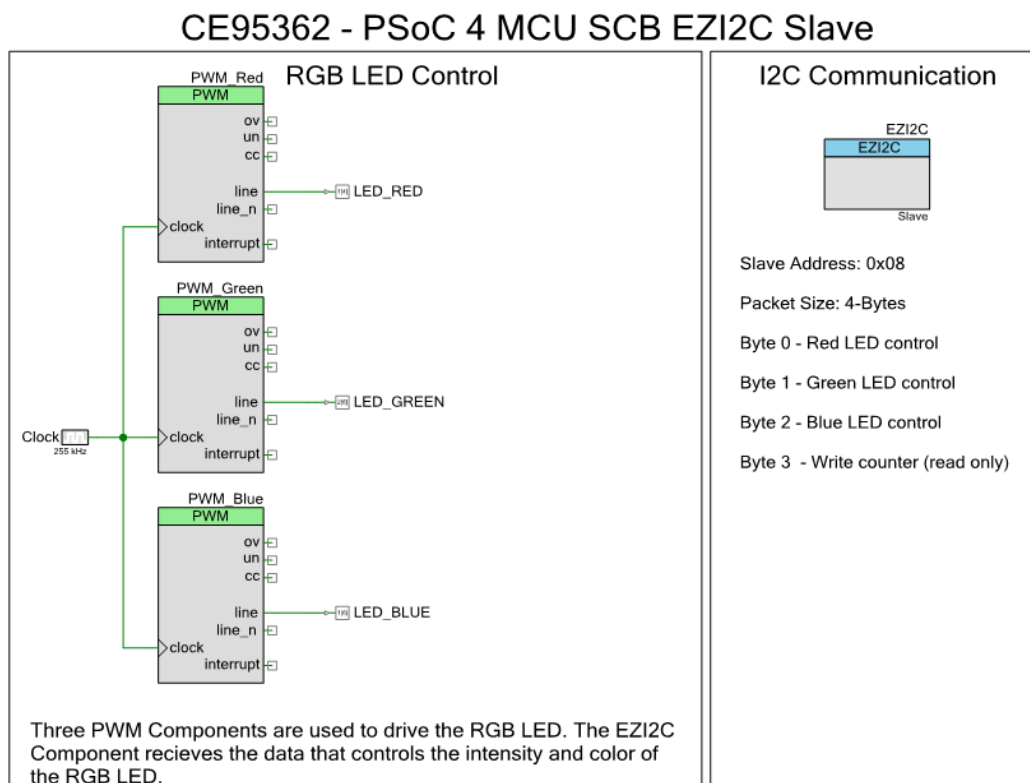 CE95362 - PSoC 4 MCU SCB EZI2C Slave
RGB LED Control
PWM_Red
PWM
ov
un
cc
line
LED_RED
line_n
clock
interrupt
PWM_Green
PWM
ov
un
cc
line
LED_GREEN
line_n
Clock
255 kHz
clock
interrupt
PWM_Blue
PWM
ov
un
cc
line
LED_BLUE
line_n
clock
interrupt
Three PWM Components are used to drive the RGB LED. The EZI2C
Component recieves the data that controls the intensity and color of
the RGB LED.
I2C Communication
EZI2C
EZI2C
Slave
Slave Address: 0x08
Packet Size: 4-Bytes
Byte 0 - Red LED control
Byte 1 - Green LED control
Byte 2 - Blue LED control
Byte 3 - Write counter (read only)